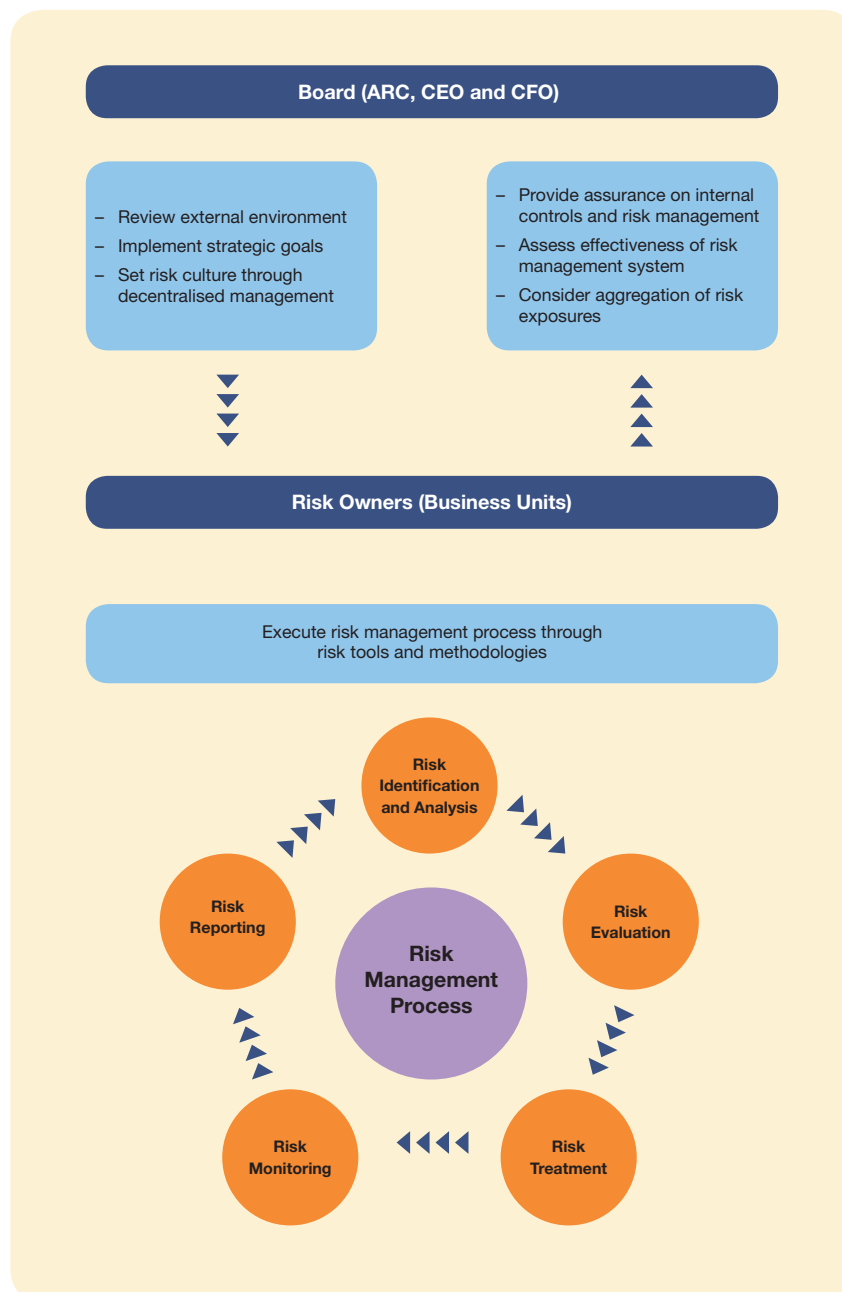 Board (ARC, CEO and CFO)
– Review external environment
– Implement strategic goals
– Set risk culture through
decentralised management
– Provide assurance on internal
controls and risk management
– Assess effectiveness of risk
management system
– Consider aggregation of risk
exposures
Risk Owners (Business Units)
Execute risk management process through
risk tools and methodologies
Risk
Identification
and Analysis
Risk
Evaluation
Risk
Treatment
Risk
Monitoring
Risk
Reporting
Risk
Management
Process